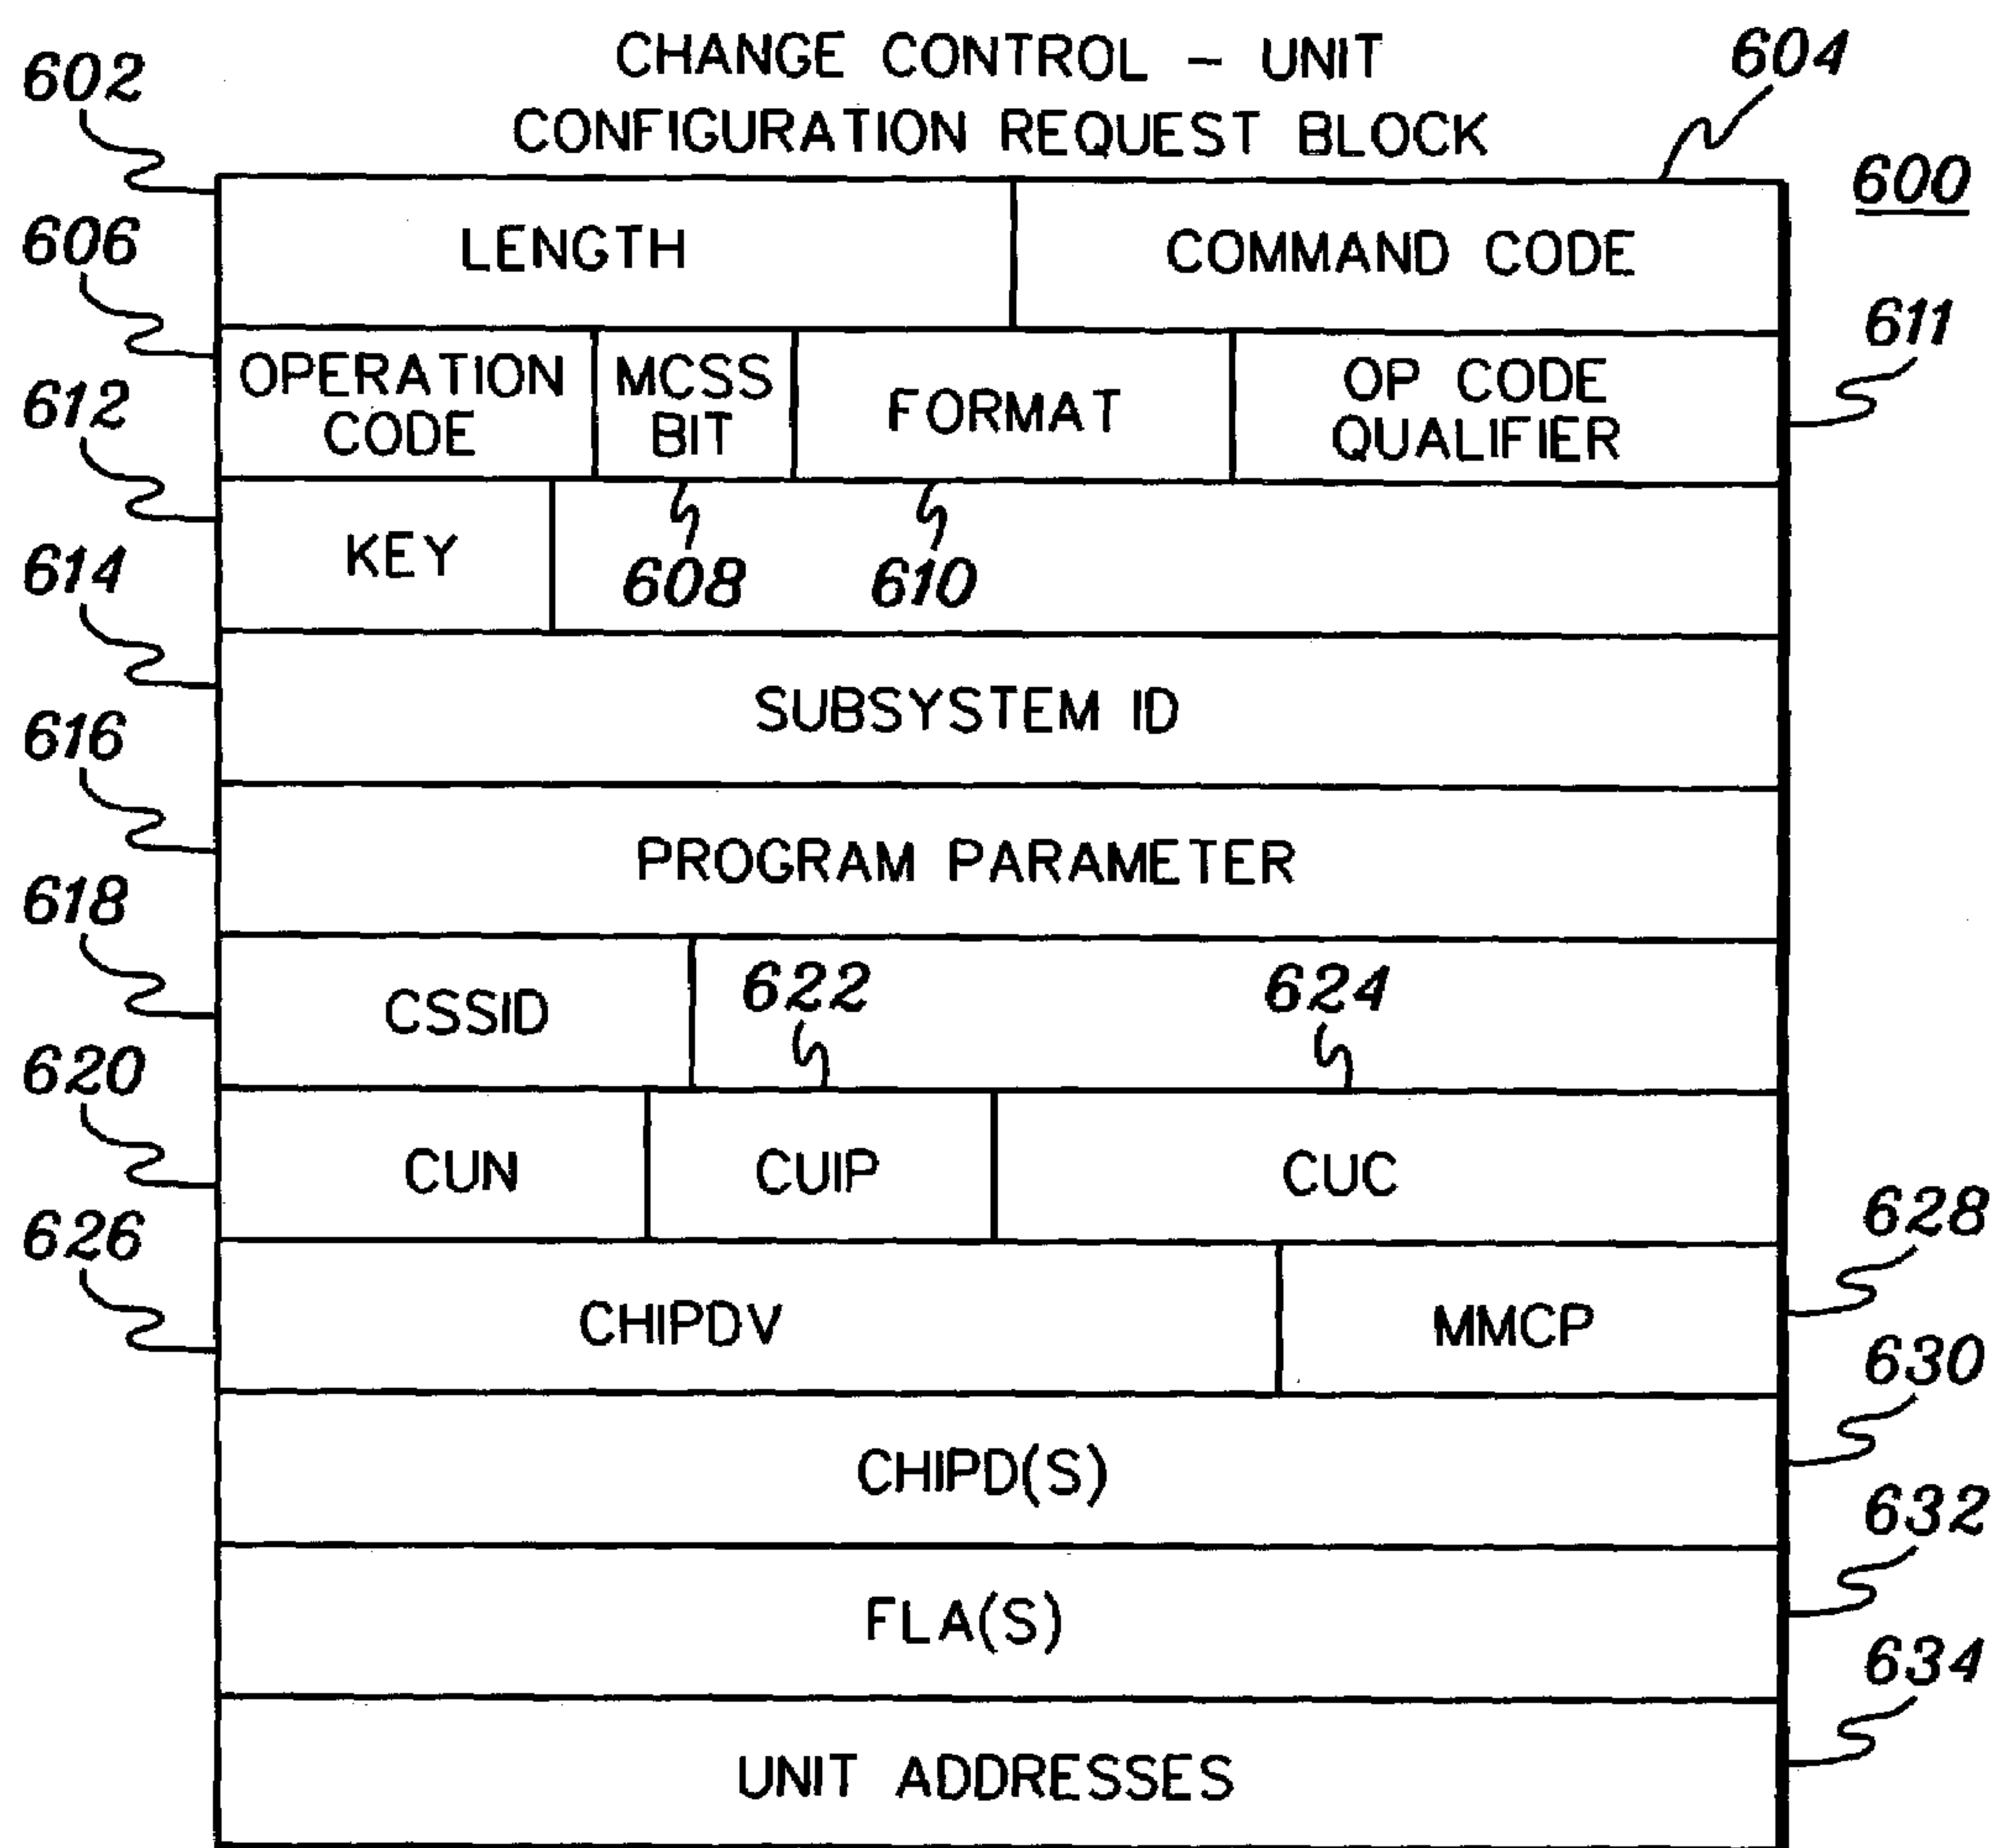 CHANGE CONTROL – UNIT
CONFIGURATION REQUEST BLOCK
602
604
600
LENGTH
COMMAND CODE
606
611
OPERATION
CODE
MCSS
BIT
FORMAT
OP CODE
QUALIFIER
612
KEY
608
610
614
SUBSYSTEM ID
616
PROGRAM PARAMETER
618
CSSID
622
624
620
CUN
CUIP
CUC
626
628
CHIPDV
MMCP
630
CHIPD(S)
632
FLA(S)
634
UNIT ADDRESSES